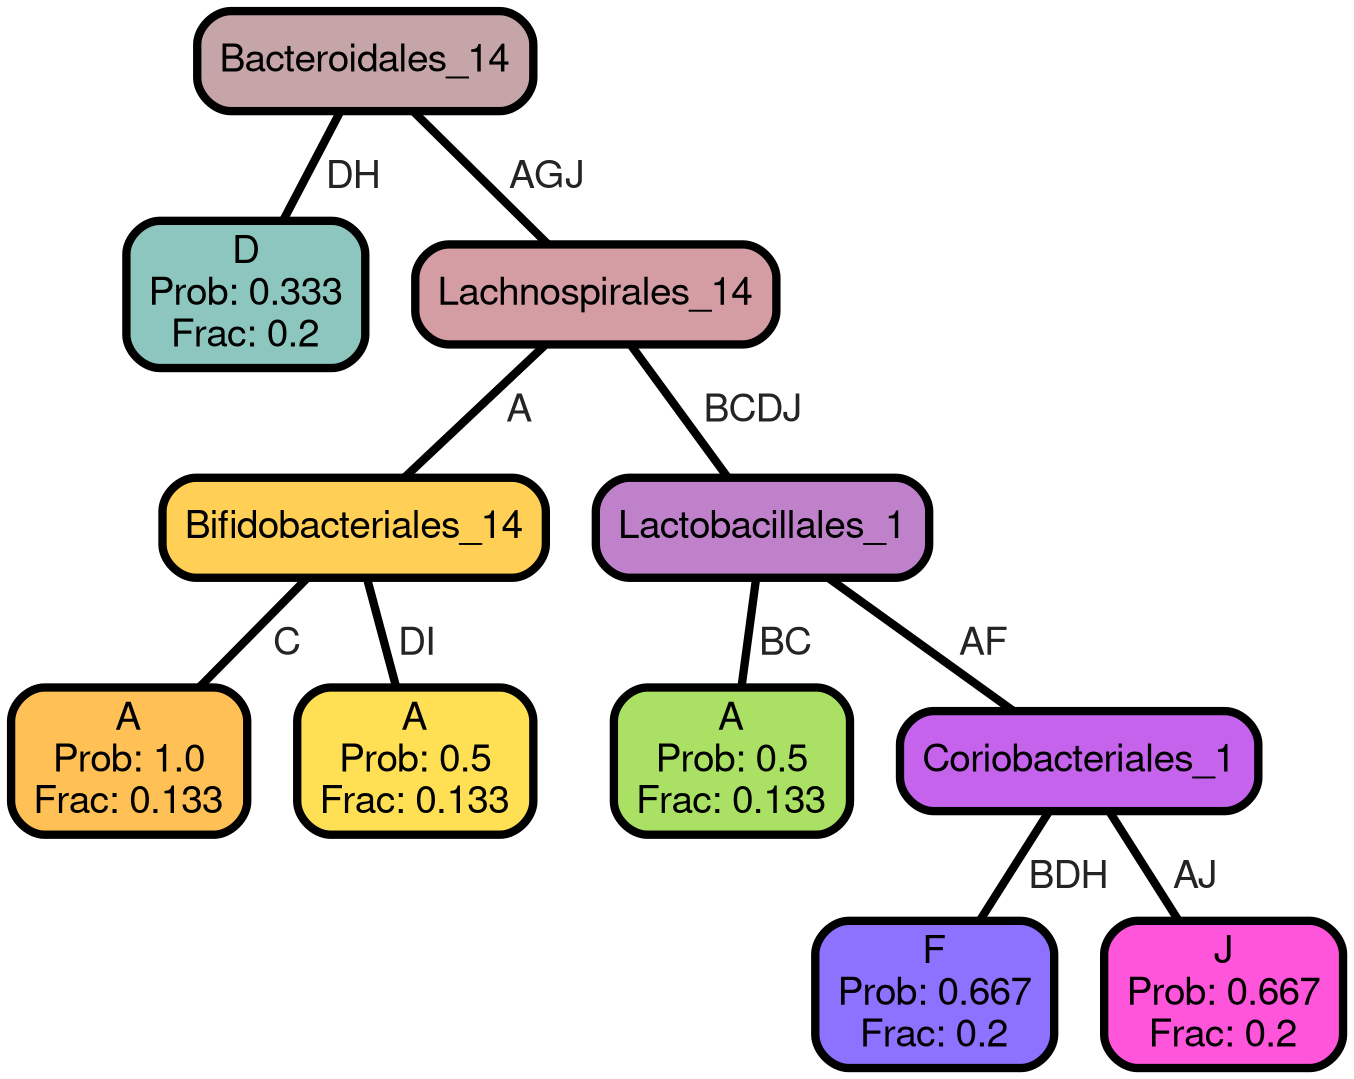 Bacteroidales_14
DH
AGJ
D
Prob: 0.333
Frac: 0.2
Lachnospirales_14
A
BCDJ
Bifidobacteriales_14
Lactobacillales_1
C
DI
BC
AF
A
Prob: 1.0
Frac: 0.133
A
Prob: 0.5
Frac: 0.133
A
Prob: 0.5
Frac: 0.133
Coriobacteriales_1
BDH
AJ
F
Prob: 0.667
Frac: 0.2
J
Prob: 0.667
Frac: 0.2